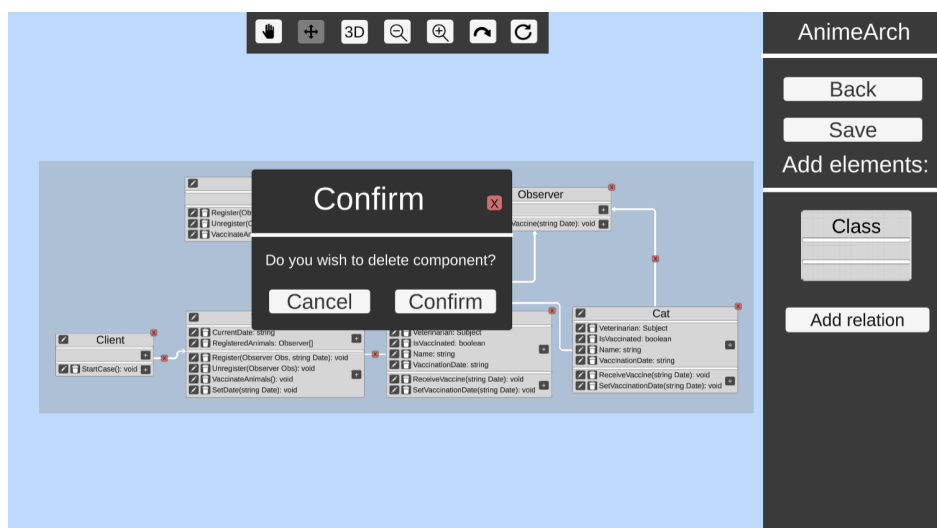 3D
AnimeArch
Back
Save
Add elements:
Class
Add relation
Confirm
X
Do you wish to delete component?
Cancel
Confirm
Register(Ob
Unregister(C
VaccinateAr
Observer
Vaccine(string Date): void
Client
StartCase(): void
CurrentDate: string
RegisteredAnimals: Observer[]
Register(Observer Obs, string Date): void
Unregister(Observer Obs): void
VaccinateAnimals(): void
SetDate(string Date): void
Veterinarian: Subject
IsVaccinated: boolean
Name: string
VaccinationDate: string
ReceiveVaccine(string Date): void
SetVaccinationDate(string Date): void
Cat
Veterinarian: Subject
IsVaccinated: boolean
Name: string
VaccinationDate: string
ReceiveVaccine(string Date): void
SetVaccinationDate(string Date): void